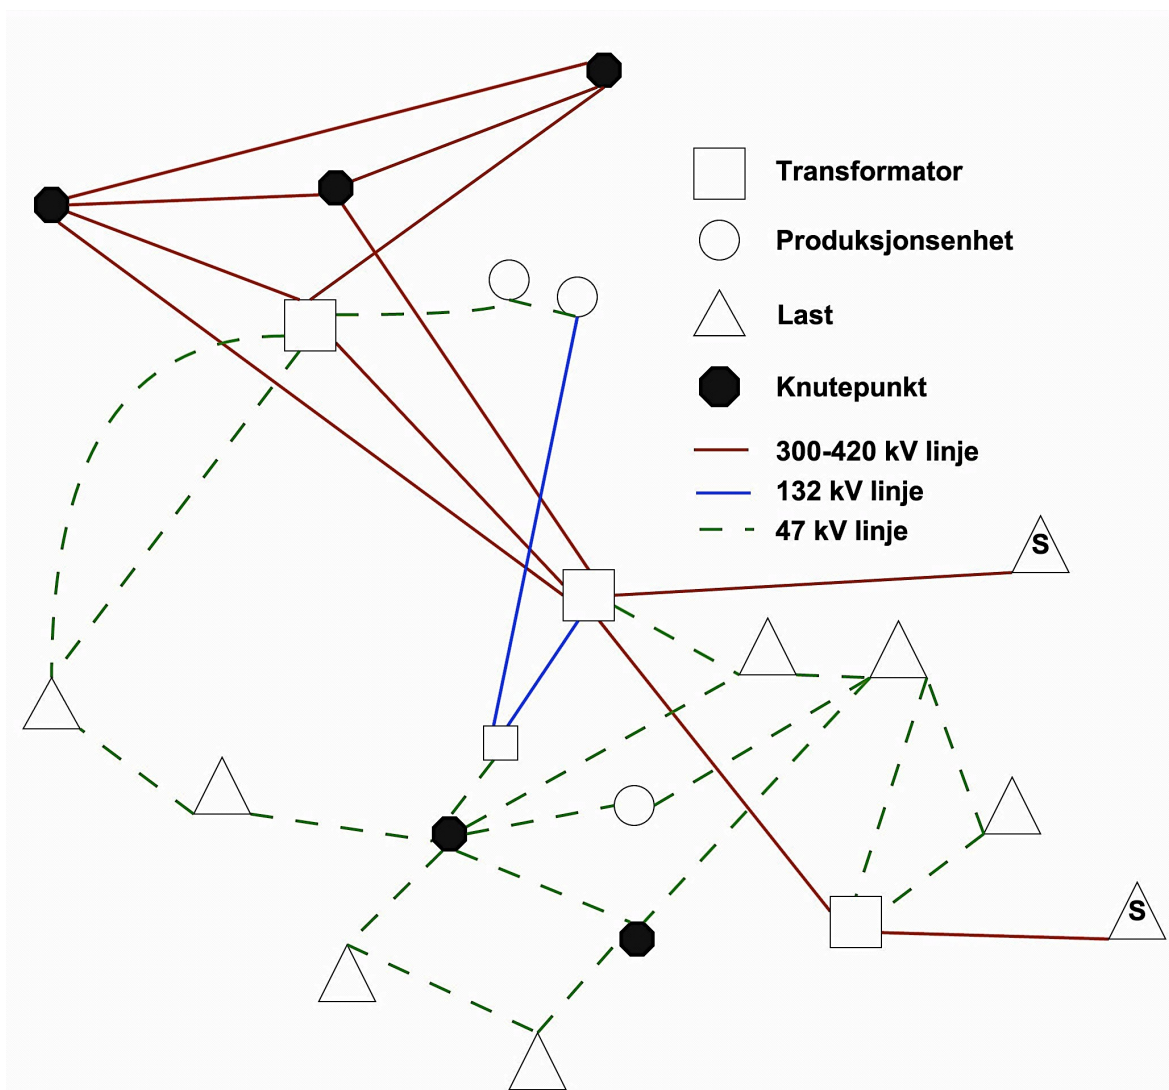 Transformator
Produksjonsenhet
Last
Knutepunkt
300-420 kV linje
132 kV linje
47 kV linje
S
S